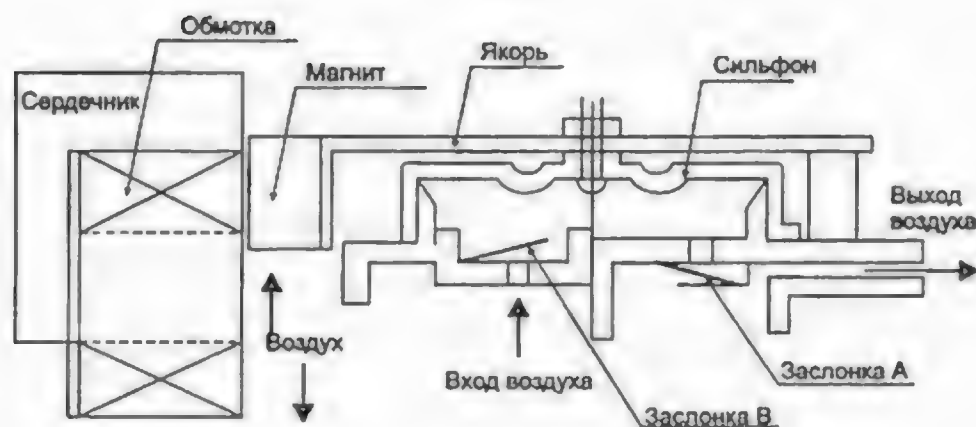 Обмотка
Якорь
Магнит
Сильфон
Сердечник
Выход
воздуха
Воздух
Вход воздуха
Заслонка А
Заслонка В